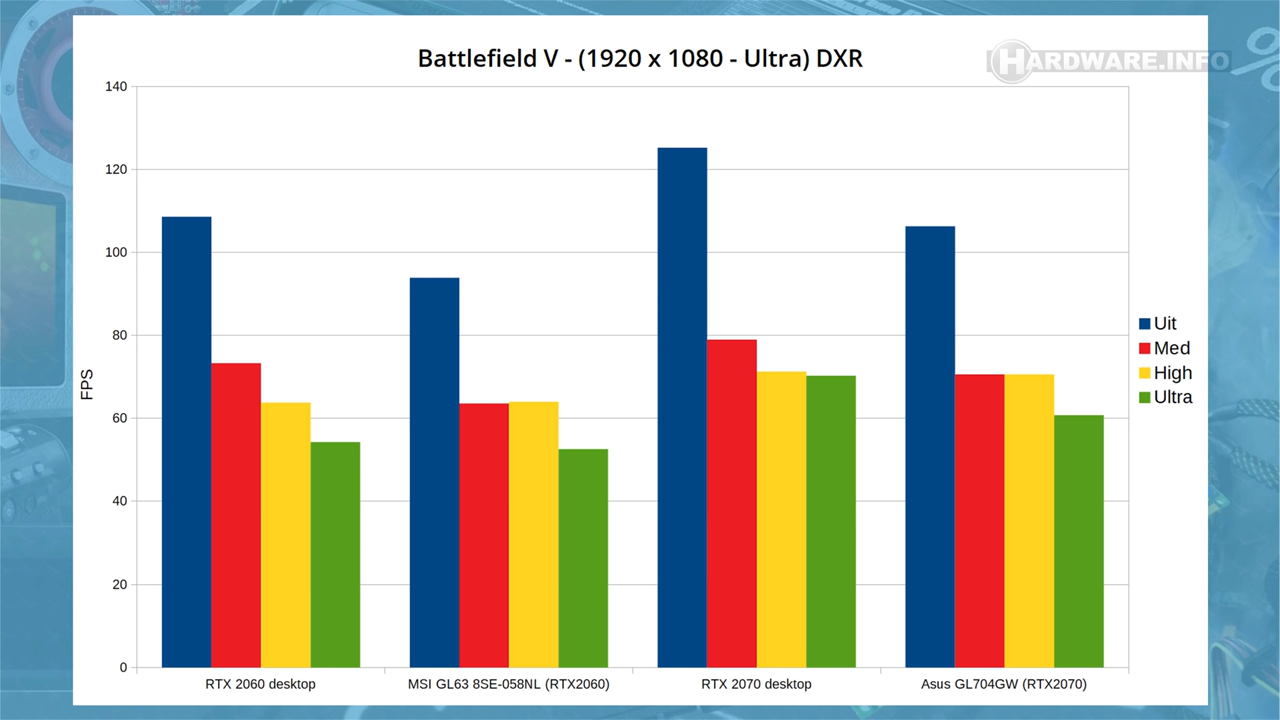 Battlefield V - (1920 x 1080 - Ultra) DXR
HARDWARE.INFO
140
120
100
80
60
40
20
0
FPS
Uit
Med
High
Ultra
RTX 2060 desktop
MSI GL63 8SE-058NL (RTX2060)
RTX 2070 desktop
Asus GL704GW (RTX2070)